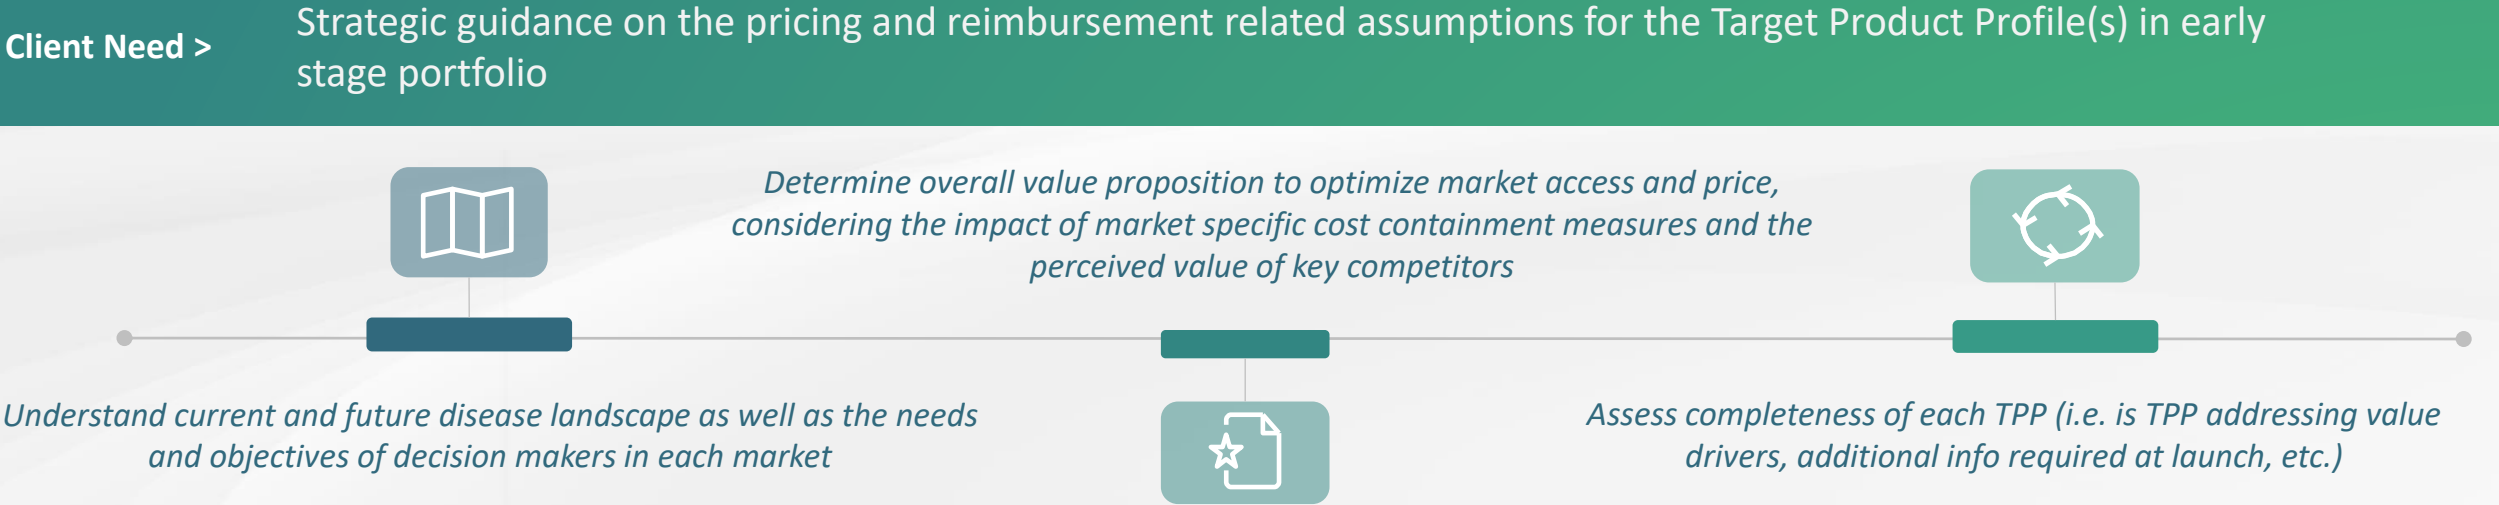 Client Need >
Strategic guidance on the pricing and reimbursement related assumptions for the Target Product Profile(s) in early
stage portfolio
Determine overall value proposition to optimize market access and price,
considering the impact of market specific cost containment measures and the
perceived value of key competitors
Understand current and future disease landscape as well as the needs
and objectives of decision makers in each market
Assess completeness of each TPP (i.e. is TPP addressing value
drivers, additional info required at launch, etc.)